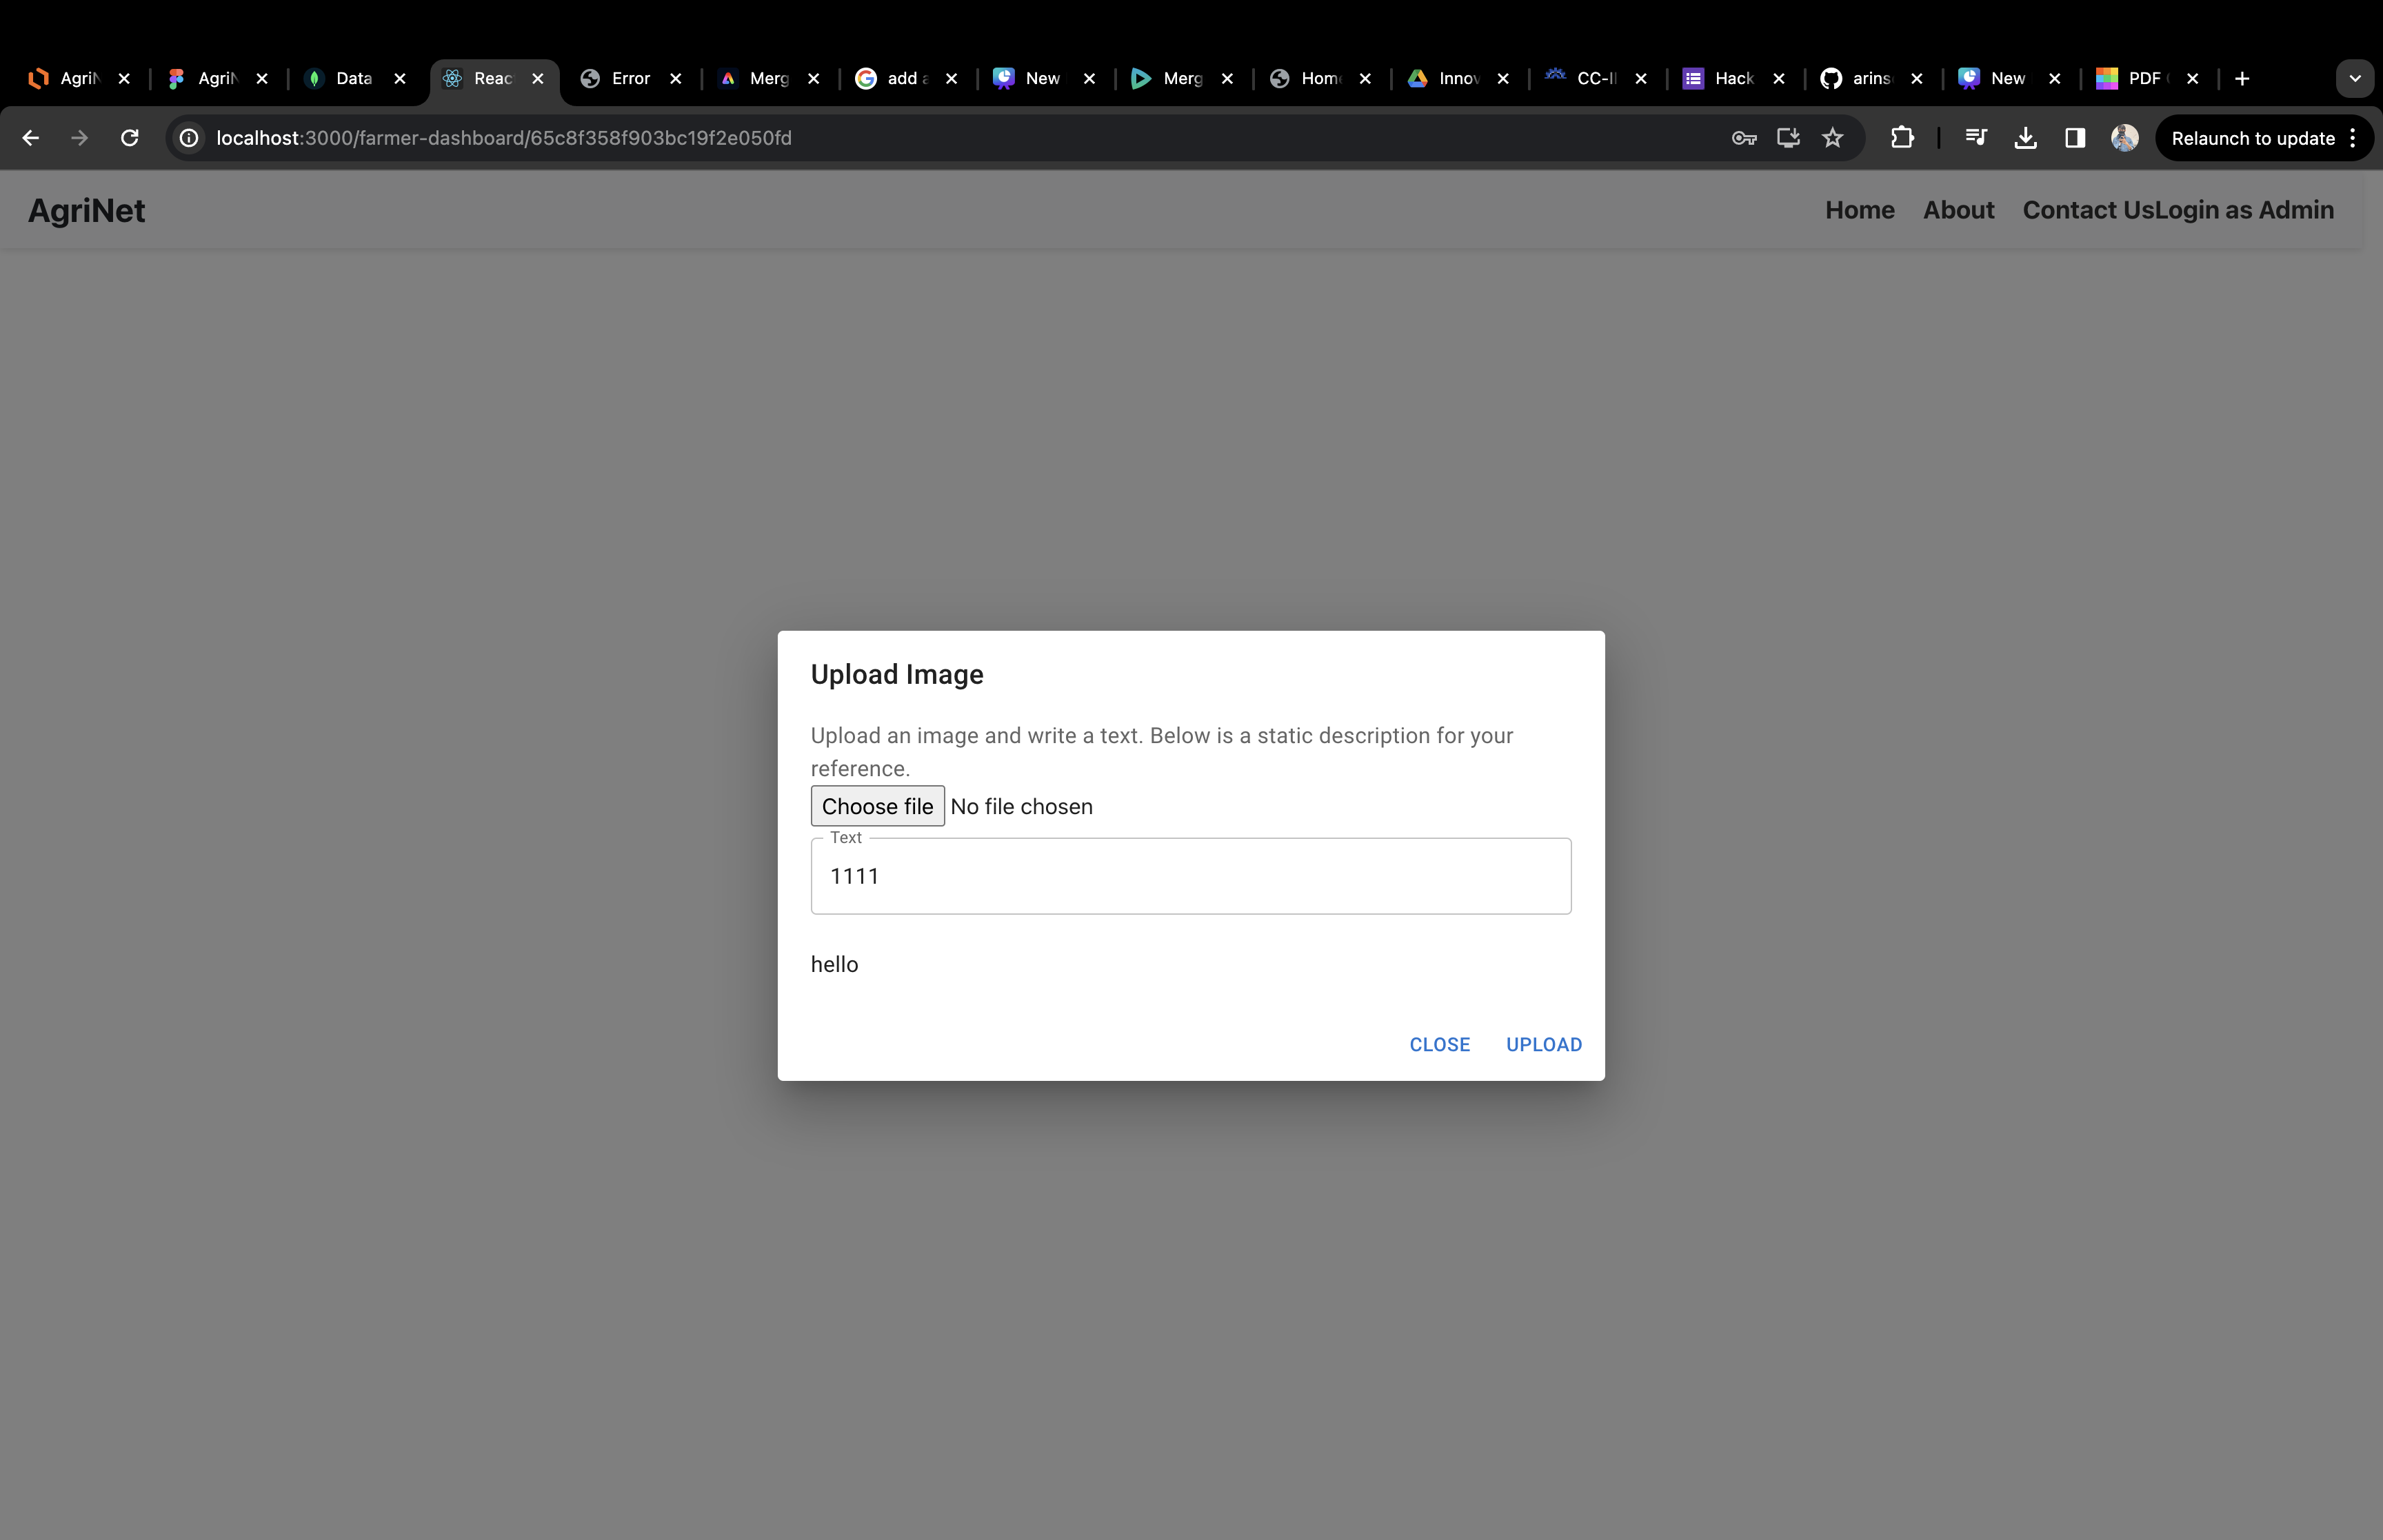 AgriN
AgriN
Data
Reac
Error
Merg
add a
New
Merg
Home
Innov
CC-II
Hack
arins
New
PDF
localhost:3000/farmer-dashboard/65c8f358f903bc19f2e050fd
Relaunch to update
AgriNet
Home
About
Contact UsLogin as Admin
Upload Image
Upload an image and write a text. Below is a static description for your
reference.
Choose file No file chosen
Text
1111
hello
CLOSE
UPLOAD